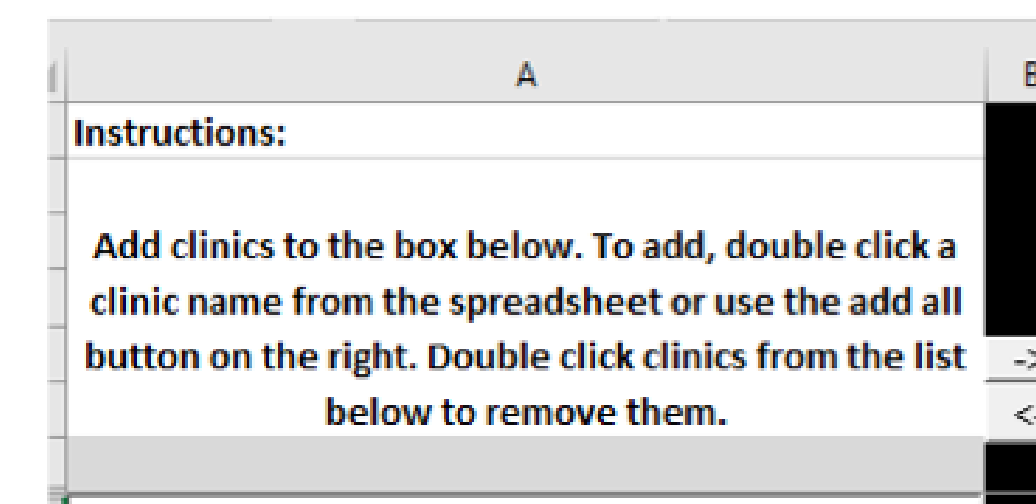 A
Instructions:
Add clinics to the box below. To add, double click a
clinic name from the spreadsheet or use the add all
button on the right. Double click clinics from the list
below to remove them.